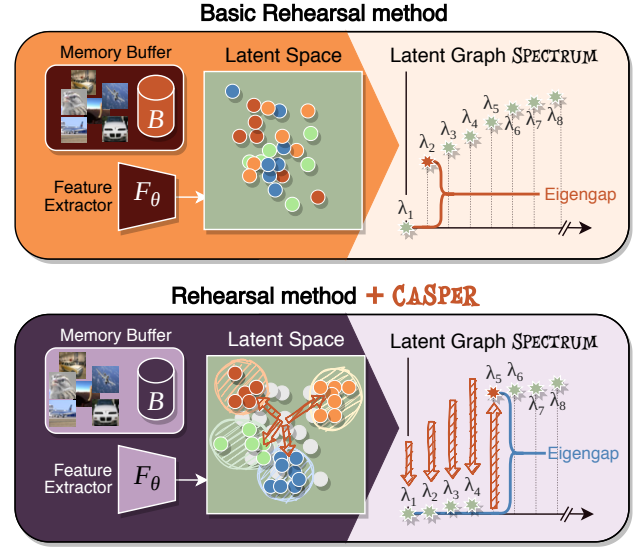 Basic Rehearsal method
Memory Buffer
B
Feature
Extractor
F_θ
Latent Space
Latent Graph SPECTRUM
λ1
λ2
λ3
λ4
λ5
λ6
λ7
λ8
Eigengap
Rehearsal method + CASPER
Memory Buffer
B
Feature
Extractor
F_θ
Latent Space
Latent Graph SPECTRUM
λ1
λ2
λ3
λ4
λ5
λ6
λ7
λ8
Eigengap